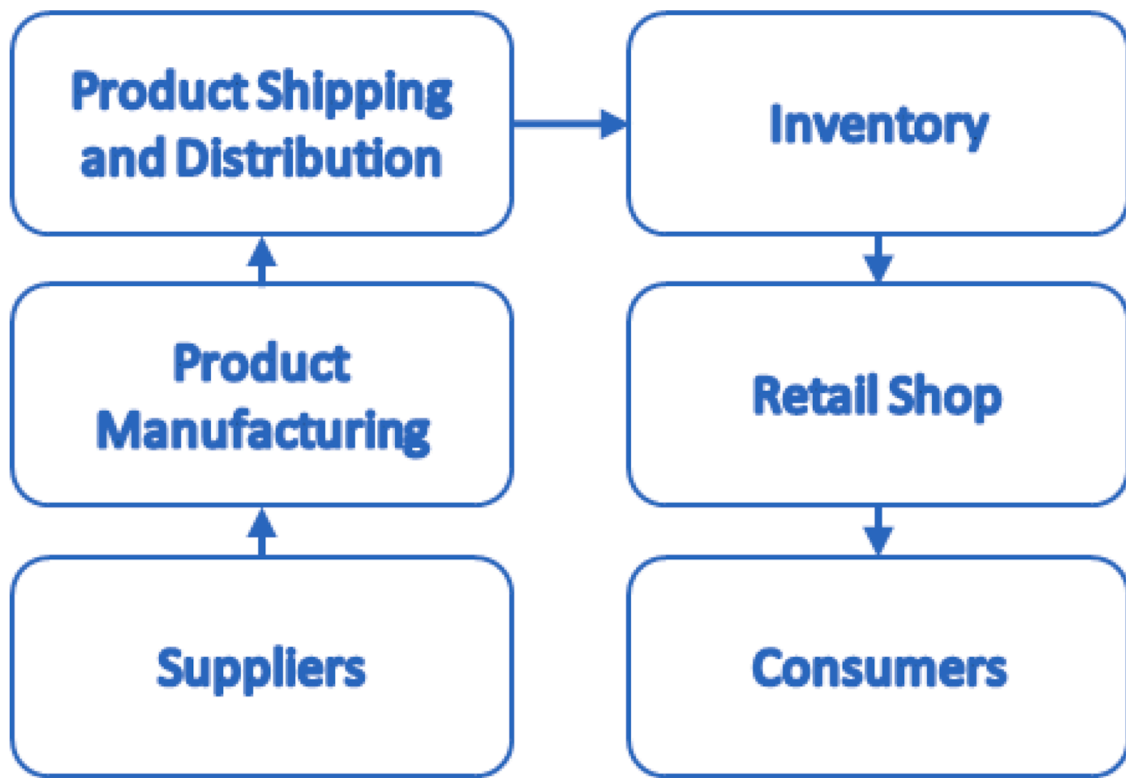 Product Shipping
and Distribution
Inventory
Product
Manufacturing
Retail Shop
Suppliers
Consumers